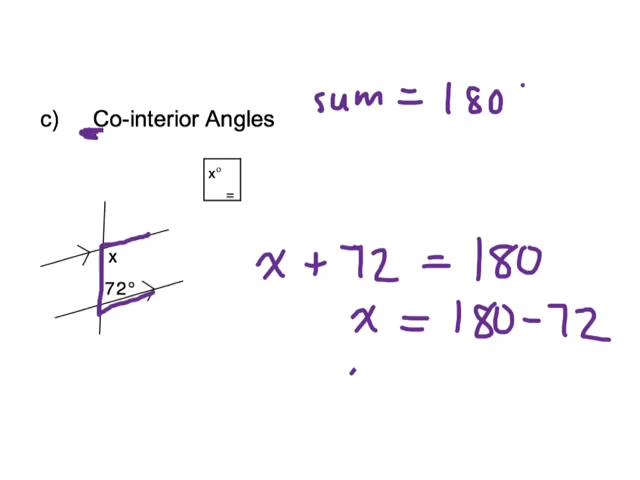 sum = 180°
c) Co-interior Angles
x°
=
x
72°
x + 72 = 180
x = 180 - 72